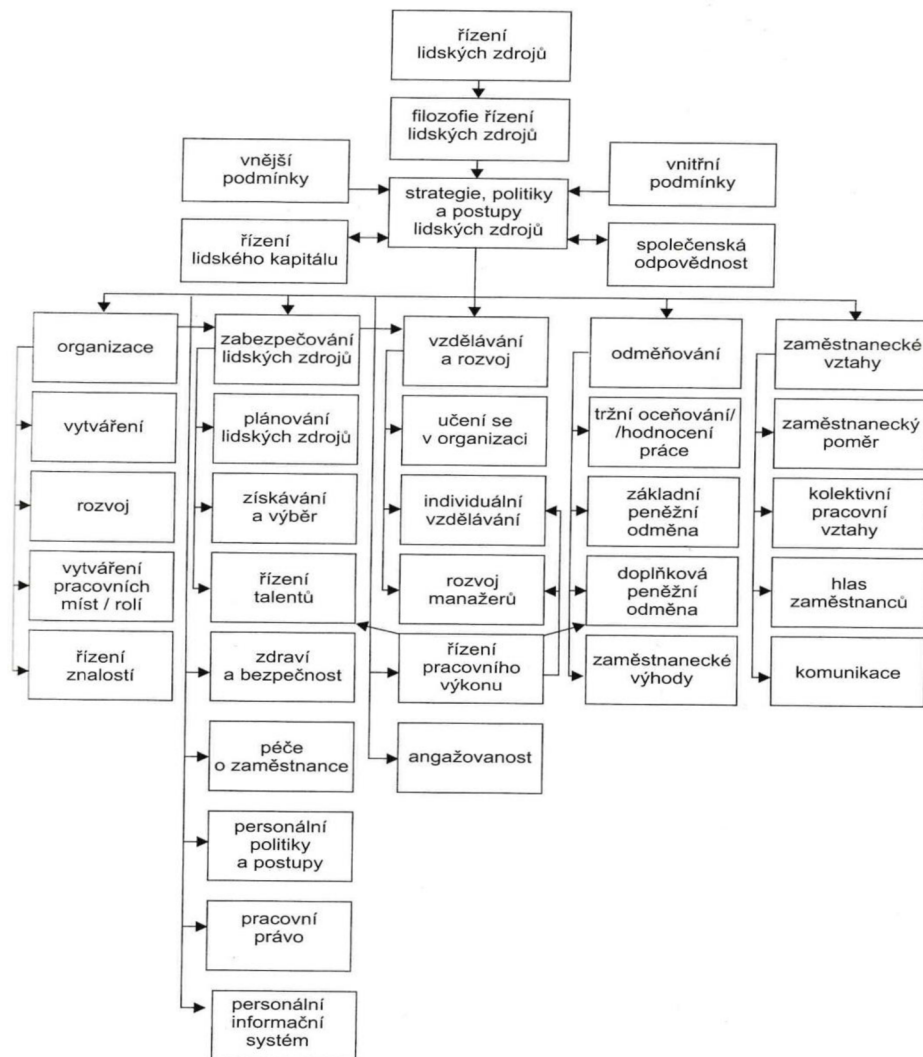 řízení
lidských zdrojů
filozofie řízení
lidských zdrojů
vnější
podmínky
vnitřní
podmínky
strategie, politiky
a postupy
lidských zdrojů
řízení
lidského kapitálu
společenská
odpovědnost
organizace
zabezpečování
lidských zdrojů
vzdělávání
a rozvoj
odměňování
zaměstnanecké
vztahy
vytváření
plánování
lidských zdrojů
učení se
v organizaci
tržní oceňování/
/hodnocení
práce
zaměstnanecký
poměr
rozvoj
získávání
a výběr
individuální
vzdělávání
základní
peněžní
odměna
kolektivní
pracovní
vztahy
vytváření
pracovních
míst / rolí
řízení
talentů
rozvoj
manažerů
doplňková
peněžní
odměna
hlas
zaměstnanců
řízení
znalostí
zdraví
a bezpečnost
řízení
pracovního
výkonu
zaměstnanecké
výhody
komunikace
péče
o zaměstnance
angažovanost
personální
politiky
a postupy
pracovní
právo
personální
informační
systém